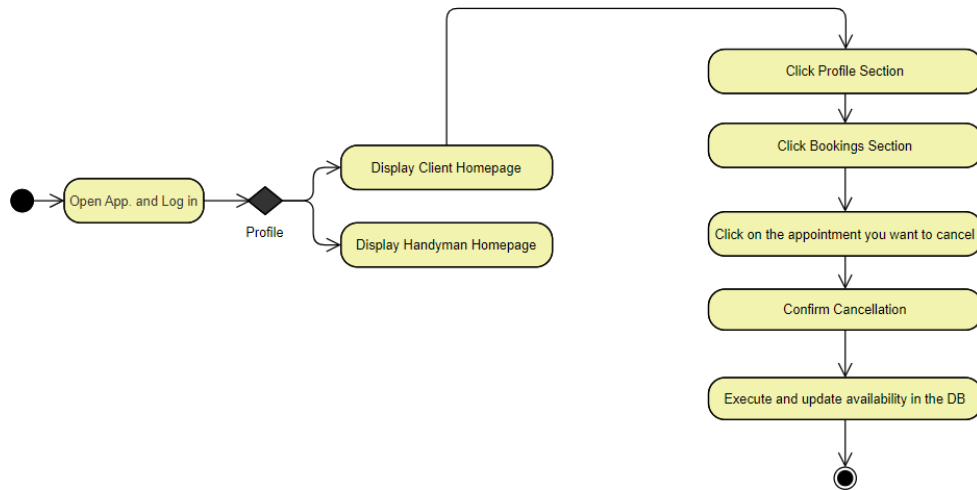 Click Profile Section
Click Bookings Section
Display Client Homepage
Open App. and Log in
Profile
Display Handyman Homepage
Click on the appointment you want to cancel
Confirm Cancellation
Execute and update availability in the DB